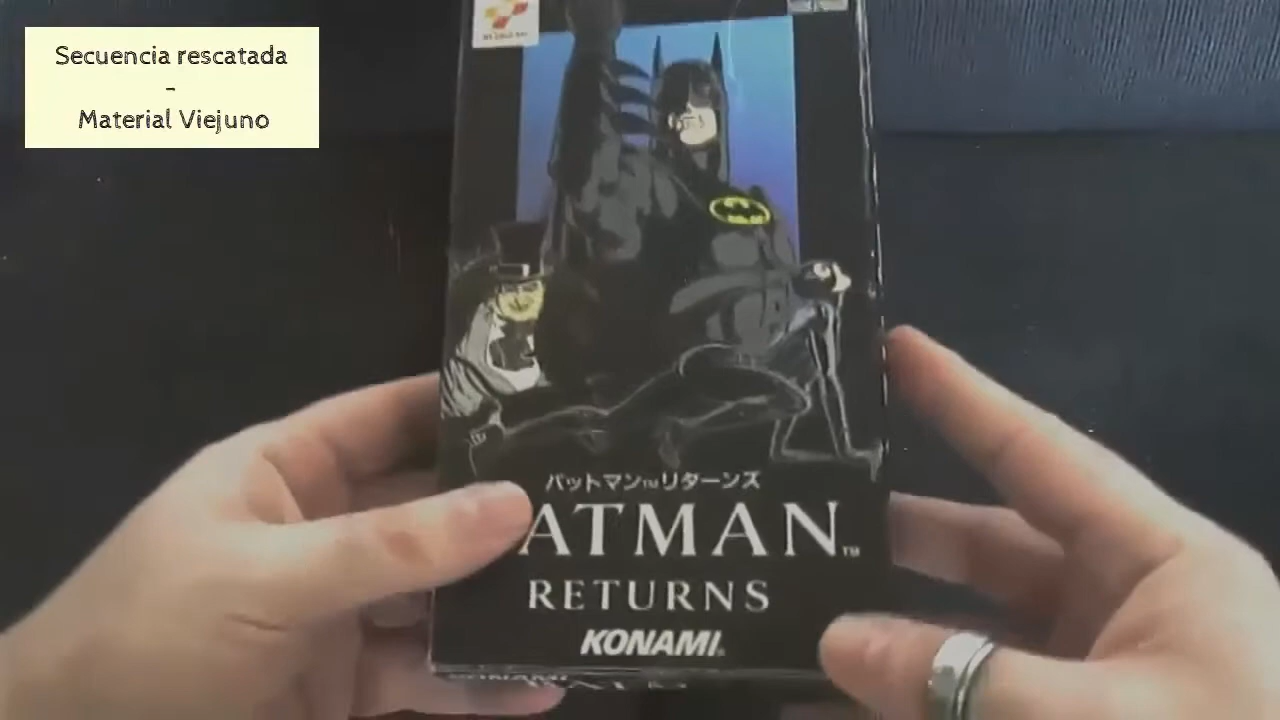 Secuencia rescatada
-
Material Viejuno
バットマン™リターンズ
ATMAN™
RETURNS
KONAMI
KONAMI